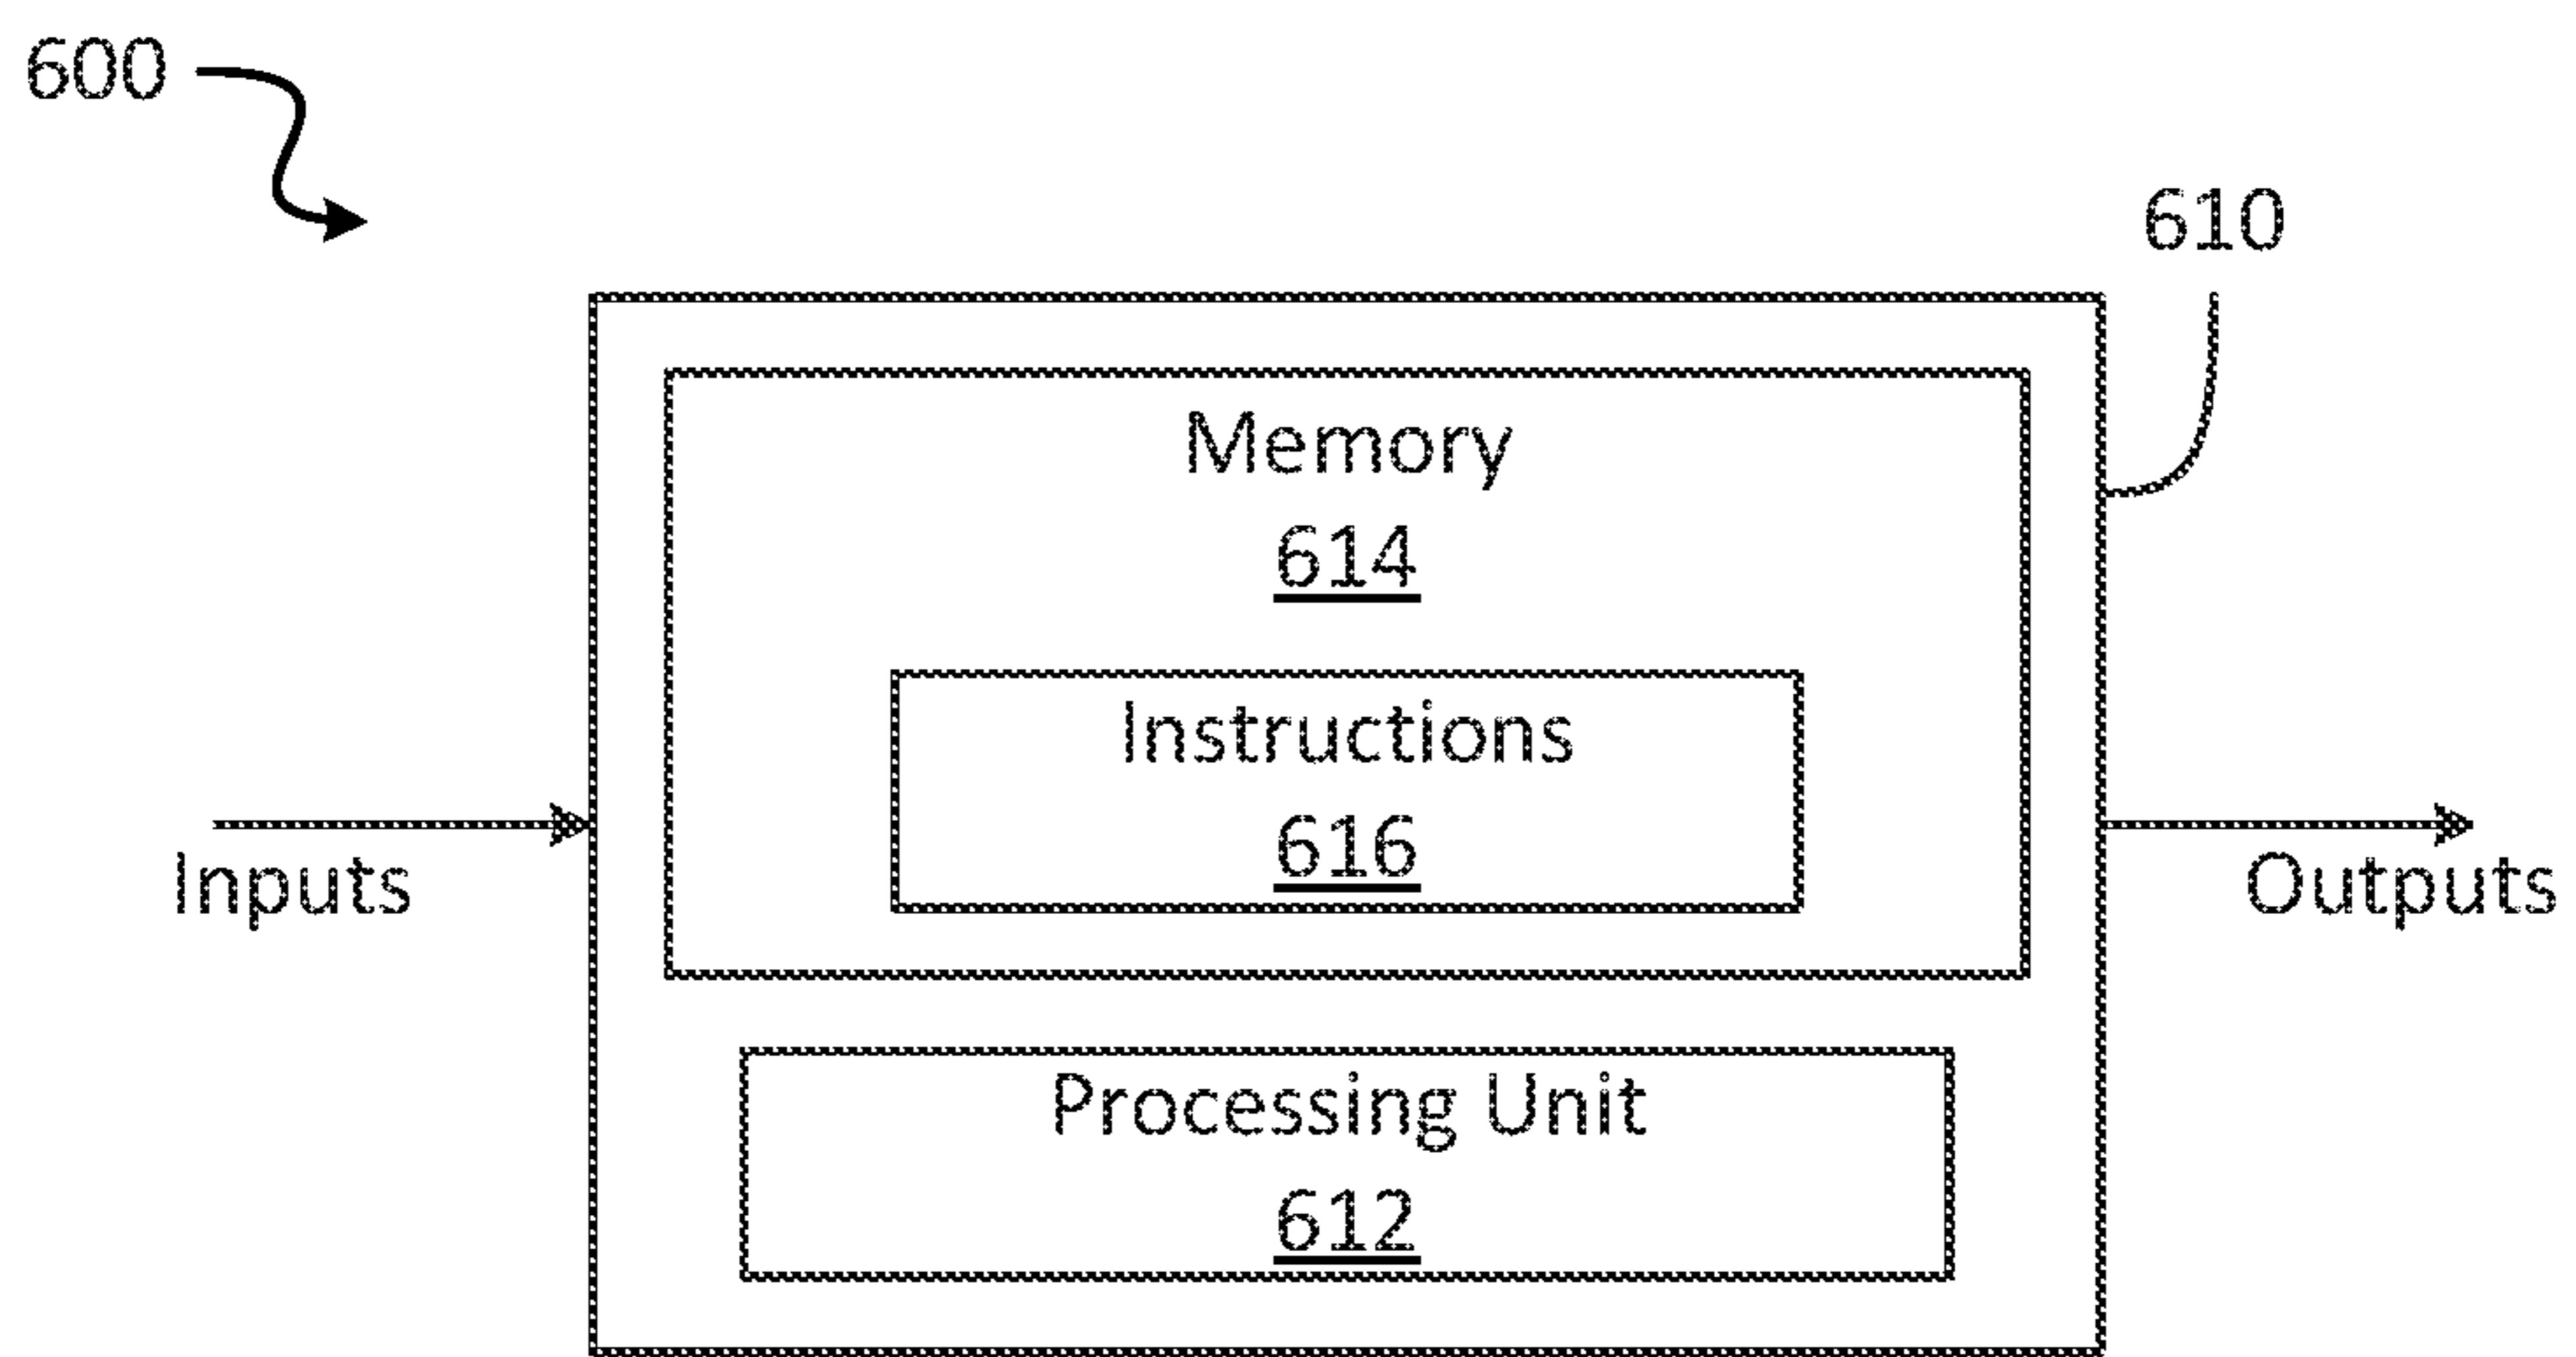 600
610
Memory
614
Instructions
616
Inputs
Outputs
Processing Unit
612